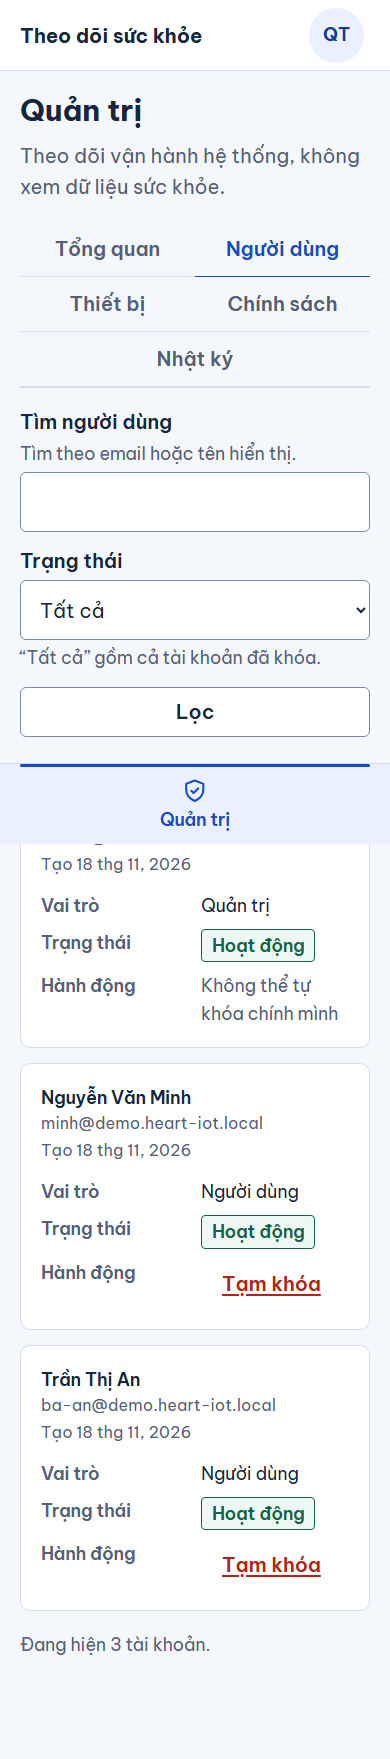 Theo dõi sức khỏe
QT
Quản trị
Theo dõi vận hành hệ thống, không
xem dữ liệu sức khỏe.
Tổng quan
Người dùng
Thiết bị
Chính sách
Nhật ký
Tìm người dùng
Tìm theo email hoặc tên hiển thị.
Trạng thái
Tất cả
“Tất cả” gồm cả tài khoản đã khóa.
Lọc
Quản trị
Tạo 18 thg 11, 2026
Vai trò
Quản trị
Trạng thái
Hoạt động
Hành động
Không thể tự
khóa chính mình
Nguyễn Văn Minh
minh@demo.heart-iot.local
Tạo 18 thg 11, 2026
Vai trò
Người dùng
Trạng thái
Hoạt động
Hành động
Tạm khóa
Trần Thị An
ba-an@demo.heart-iot.local
Tạo 18 thg 11, 2026
Vai trò
Người dùng
Trạng thái
Hoạt động
Hành động
Tạm khóa
Đang hiện 3 tài khoản.